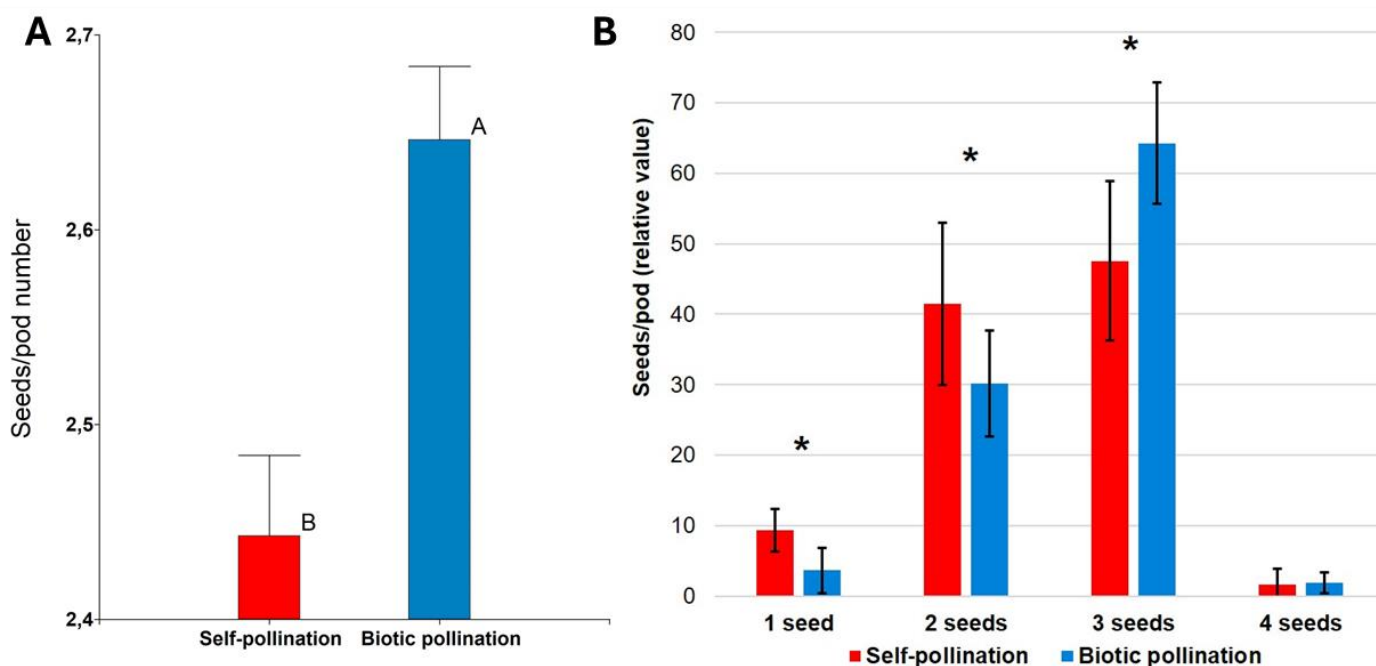 A
2,7
2,6
2,5
2,4
Seeds/pod number
A
B
Self-pollination
Biotic pollination
B
80
70
60
50
40
30
20
10
0
Seeds/pod (relative value)
*
*
*
1 seed
2 seeds
3 seeds
4 seeds
Self-pollination
Biotic pollination